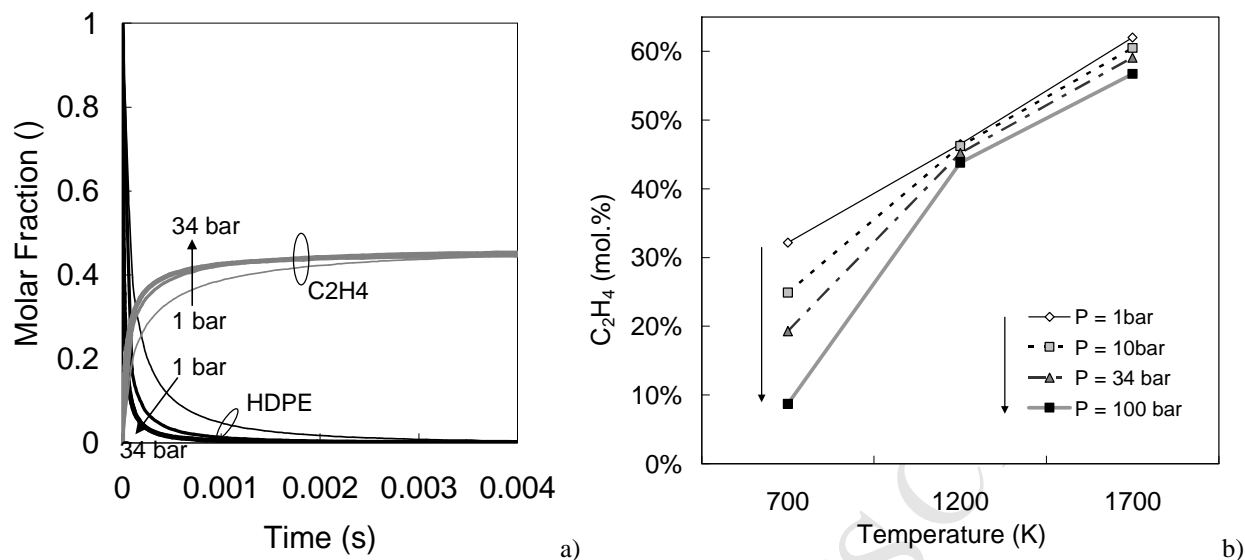 1
0.8
0.6
0.4
0.2
0
Molar Fraction ()
34 bar
C2H4
1 bar
1 bar
HDPE
34 bar
0 0.001 0.002 0.003 0.004
Time (s)
a)
60%
50%
40%
30%
20%
10%
0%
C₂H₄ (mol.%)
P = 1bar
P = 10bar
P = 34 bar
P = 100 bar
700 1200 1700
Temperature (K)
b)